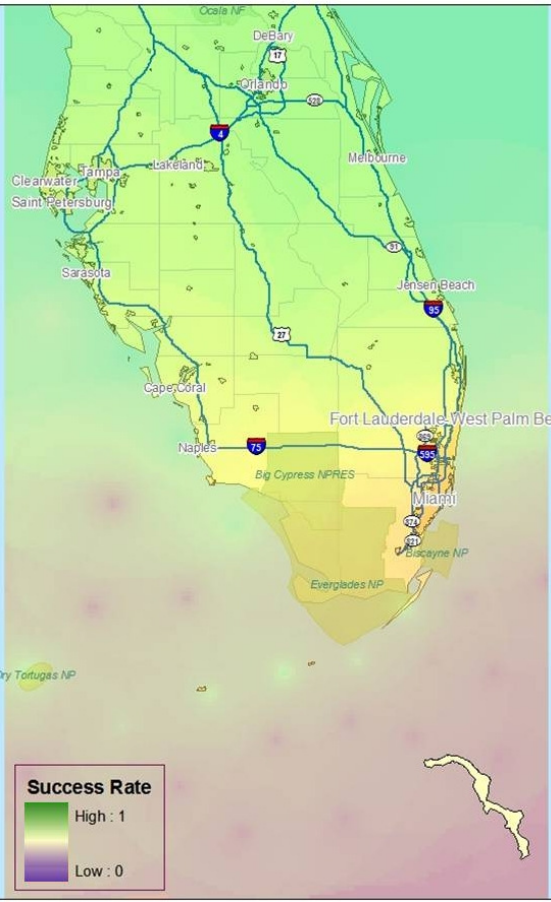 Ocala NF
DeBary
17
Orlando
528
4
Lakeland
Melbourne
Tampa
Clearwater
Saint Petersburg
91
Sarasota
Jensen Beach
95
27
Cape Coral
Fort Lauderdale-West Palm Be
Naples
75
595
Big Cypress NPRES
Miami
874
821
Biscayne NP
Everglades NP
ry Tortugas NP
Success Rate
High : 1
Low : 0